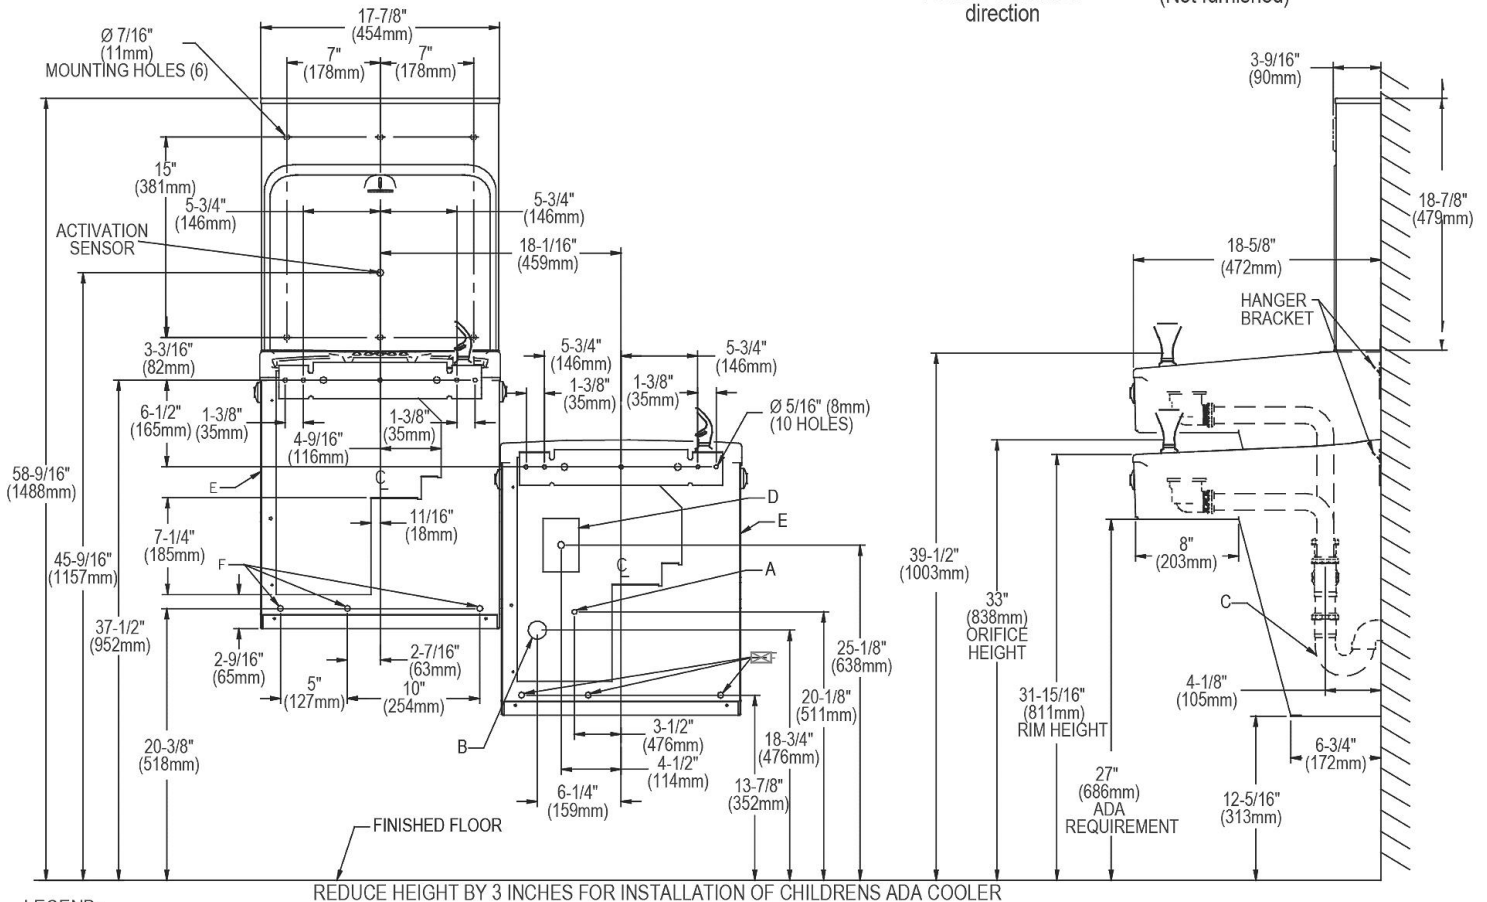 direction
(Not furnished)
17-7/8"
(454mm)
Ø 7/16"
(11mm)
MOUNTING HOLES (6)
7"
(178mm)
7"
(178mm)
3-9/16"
(90mm)
15"
(381mm)
5-3/4"
(146mm)
5-3/4"
(146mm)
18-7/8"
(479mm)
ACTIVATION
SENSOR
18-1/16"
(459mm)
18-5/8"
(472mm)
HANGER
BRACKET
3-3/16"
(82mm)
5-3/4"
(146mm)
5-3/4"
(146mm)
1-3/8"
(35mm)
1-3/8"
(35mm)
6-1/2"
(165mm)
1-3/8"
(35mm)
1-3/8"
(35mm)
Ø 5/16" (8mm)
(10 HOLES)
4-9/16"
(116mm)
58-9/16"
(1488mm)
E
C
L
D
E
11/16"
(18mm)
7-1/4"
(185mm)
45-9/16"
(1157mm)
F
C
L
A
39-1/2"
(1003mm)
8"
(203mm)
33"
(838mm)
ORIFICE
HEIGHT
C
37-1/2"
(952mm)
2-9/16"
(65mm)
2-7/16"
(63mm)
25-1/8"
(638mm)
5"
(127mm)
10"
(254mm)
20-1/8"
(511mm)
31-15/16"
(811mm)
RIM HEIGHT
4-1/8"
(105mm)
20-3/8"
(518mm)
B
3-1/2"
(476mm)
18-3/4"
(476mm)
4-1/2"
(114mm)
6-3/4"
(172mm)
6-1/4"
(159mm)
13-7/8"
(352mm)
27"
(686mm)
ADA
REQUIREMENT
12-5/16"
(313mm)
FINISHED FLOOR
REDUCE HEIGHT BY 3 INCHES FOR INSTALLATION OF CHILDRENS ADA COOLER
LEGEND